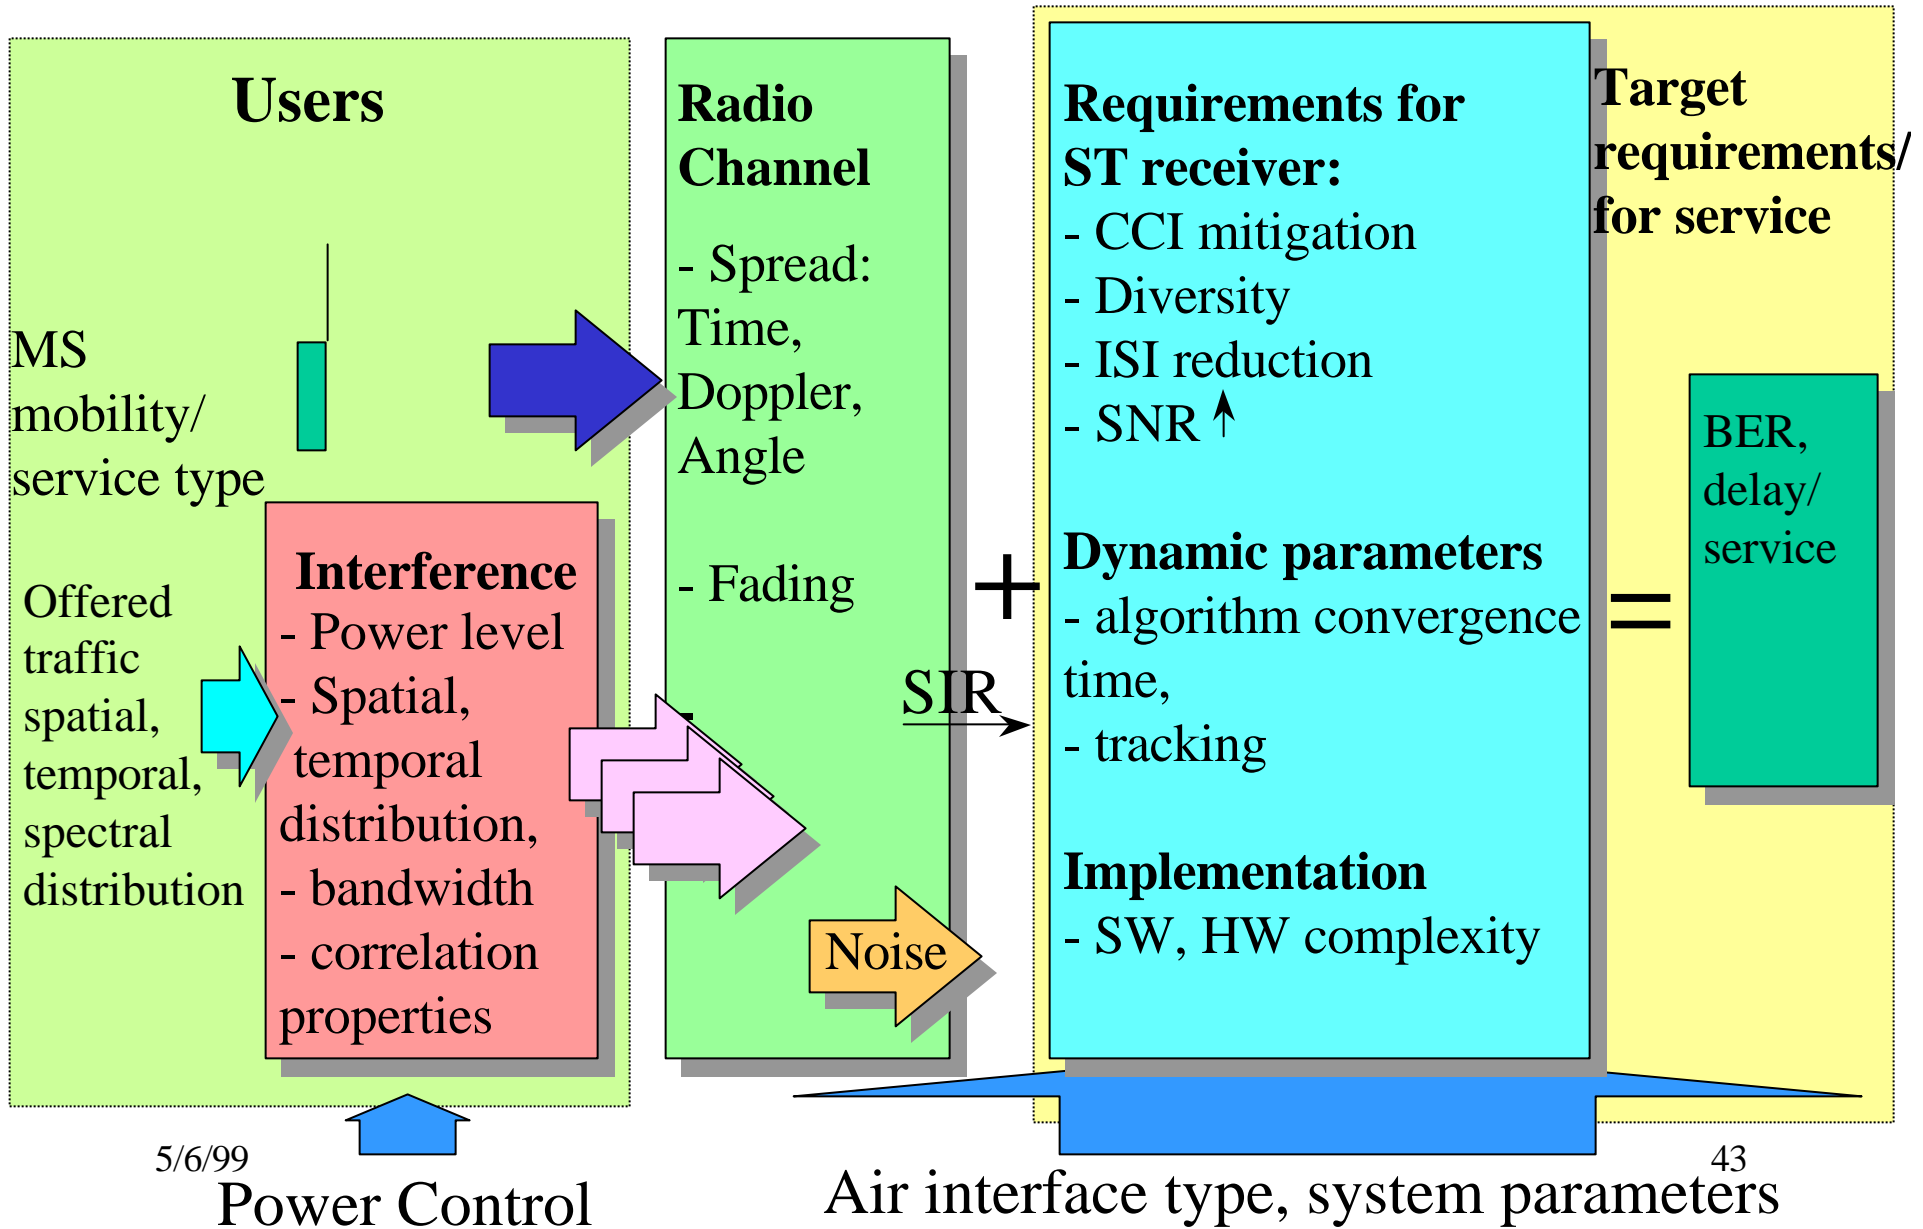 Users
MS
mobility/
service type
Offered
traffic
spatial,
temporal,
spectral
distribution
Interference
- Power level
- Spatial,
temporal
distribution,
- bandwidth
- correlation
properties
Radio
Channel
- Spread:
Time,
Doppler,
Angle
- Fading
-
Noise
+
SIR
Requirements for
ST receiver:
- CCI mitigation
- Diversity
- ISI reduction
- SNR
Dynamic parameters
- algorithm convergence
time,
- tracking
Implementation
- SW, HW complexity
=
Target
requirements/
for service
BER,
delay/
service
5/6/99
43
Power Control
Air interface type, system parameters